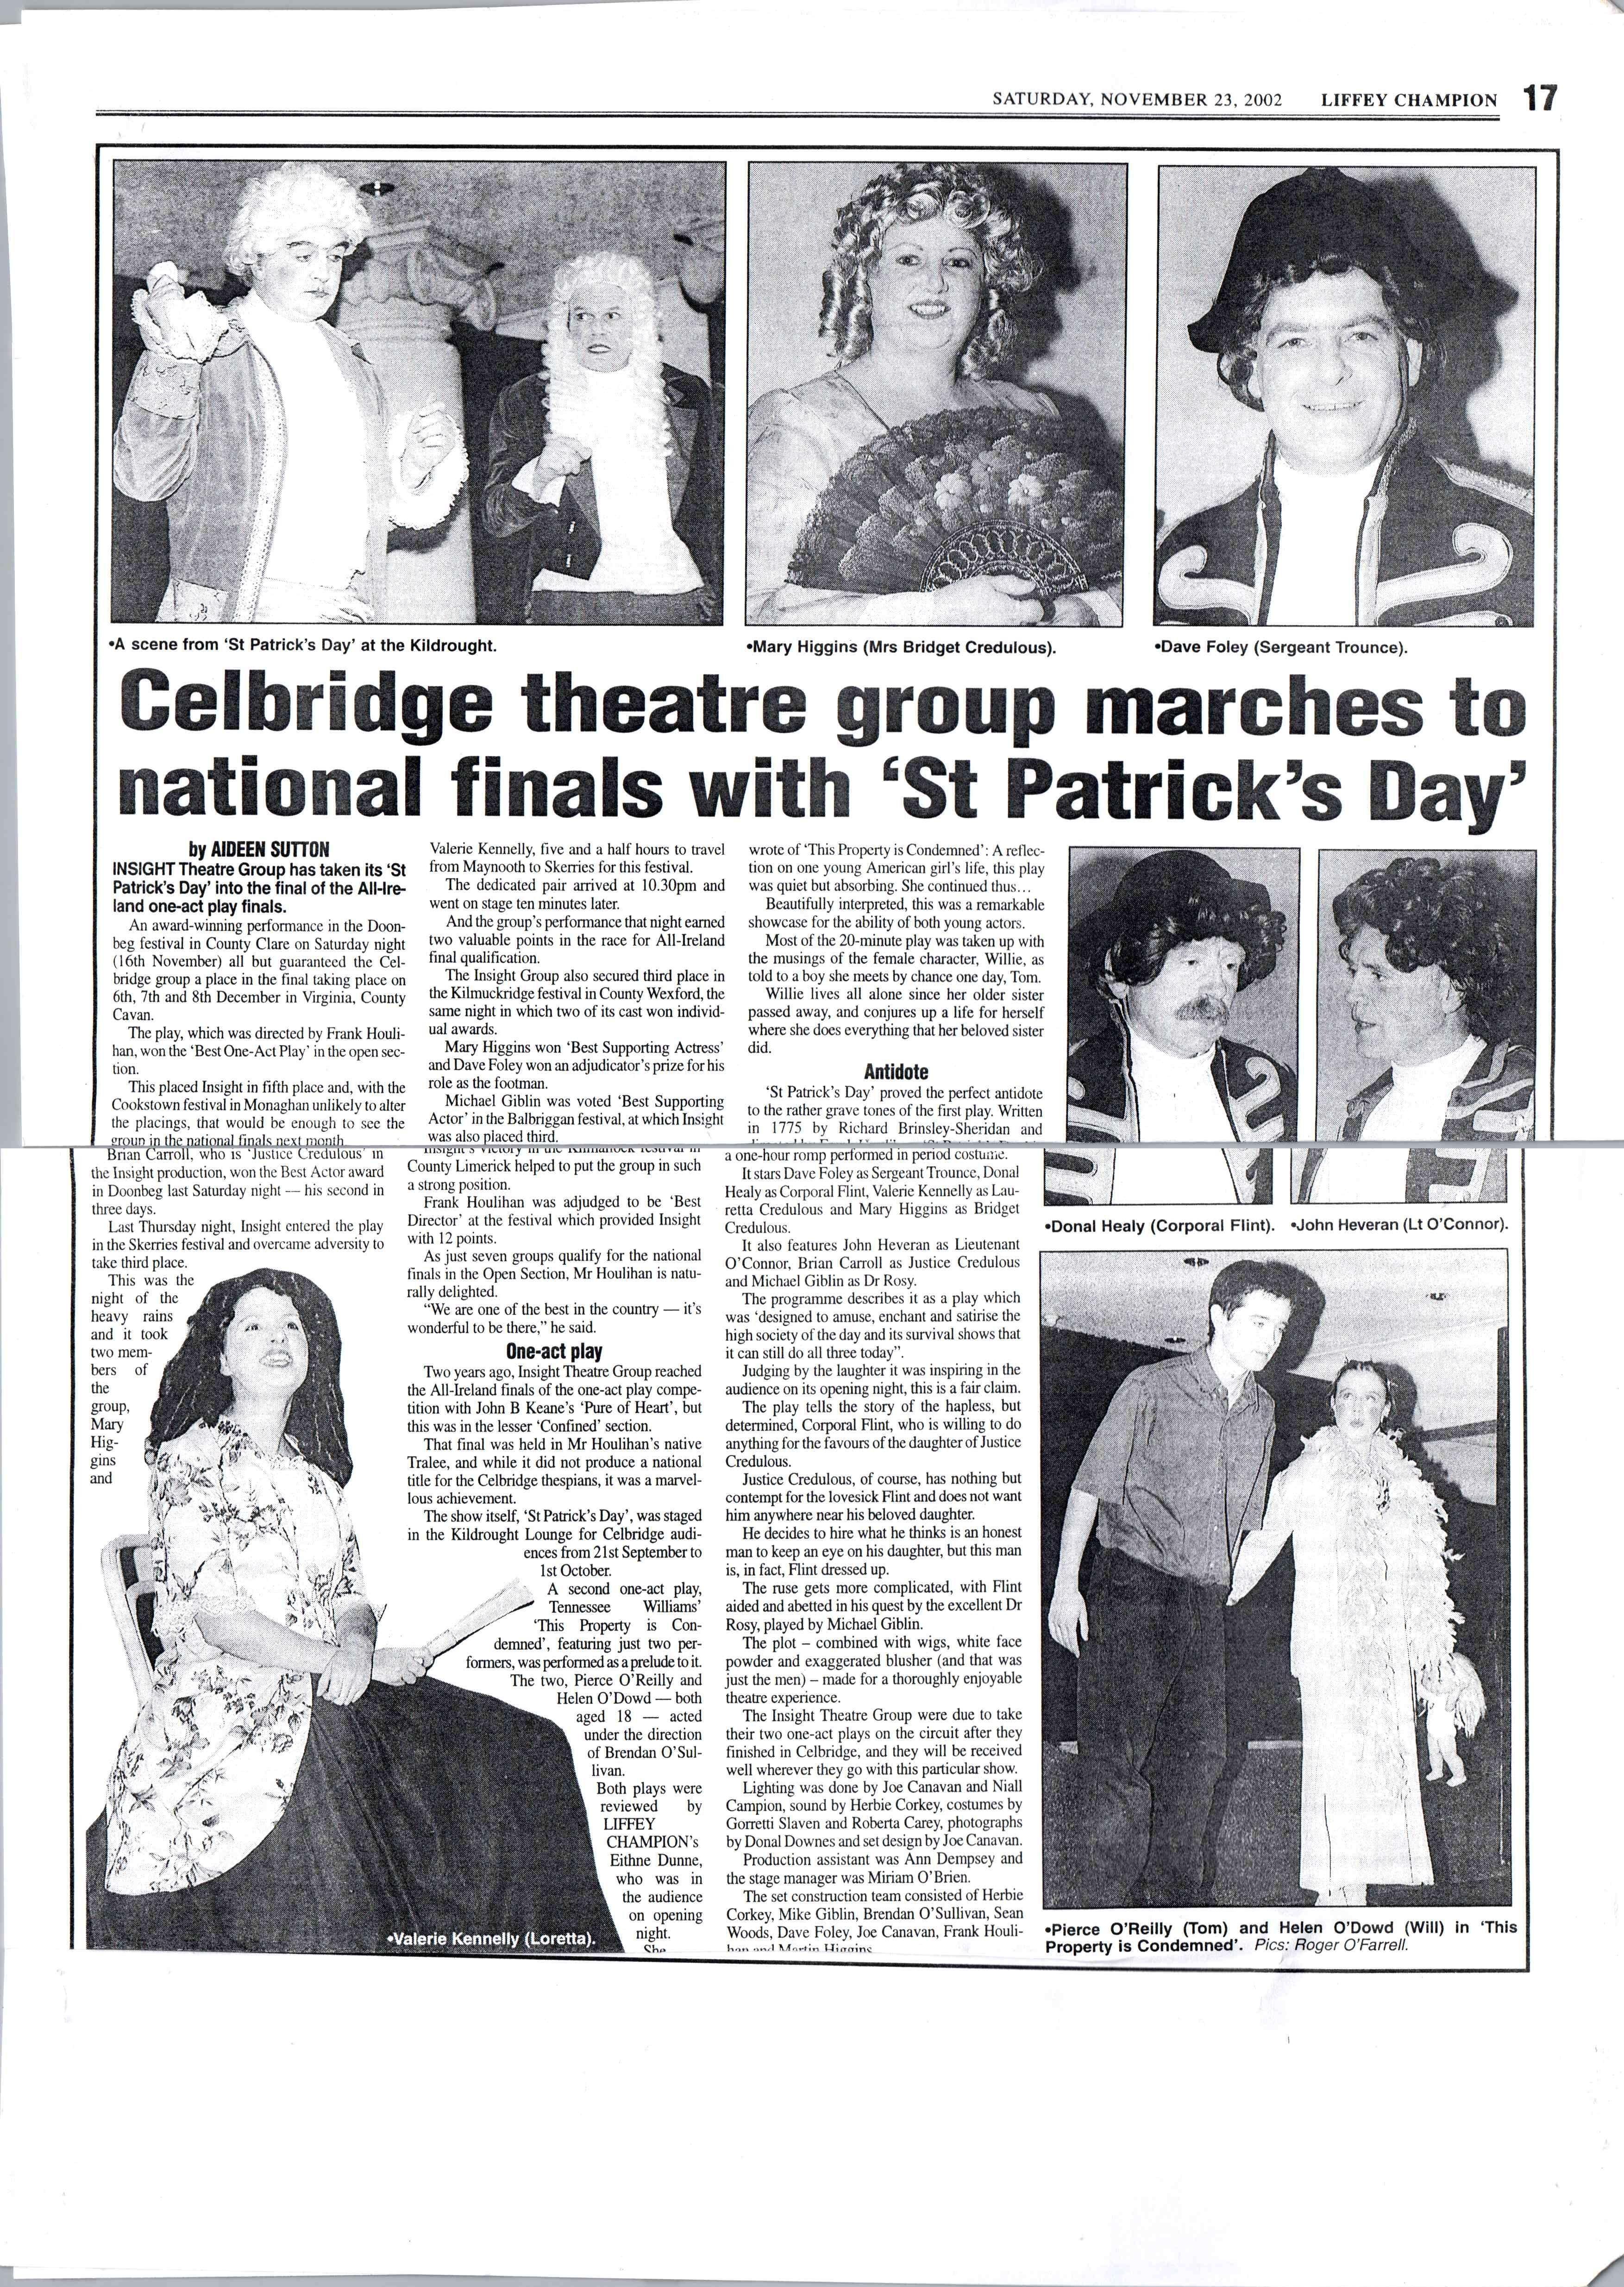 SATURDAY, NOVEMBER 23, 2002 LIFFEY CHAMPION 17
•A scene from ‘St Patrick’s Day’ at the Kildrought.
•Mary Higgins (Mrs Bridget Credulous).
•Dave Foley (Sergeant Trounce).
Celbridge theatre group marches to
national finals with ‘St Patrick’s Day’
by AIDEEN SUTTON
INSIGHT Theatre Group has taken its ‘St
Patrick’s Day’ into the final of the All-Ire-
land one-act play finals.
An award-winning performance in the Doon-
beg festival in County Clare on Saturday night
(16th November) all but guaranteed the Cel-
bridge group a place in the final taking place on
6th, 7th and 8th December in Virginia, County
Cavan.
The play, which was directed by Frank Houli-
han, won the ‘Best One-Act Play’ in the open sec-
tion.
This placed Insight in fifth place and, with the
Cookstown festival in Monaghan unlikely to alter
the placings, that would be enough to see the
group in the national finals next month
Brian Carroll, who is ‘Justice Credulous’ in
the Insight production, won the Best Actor award
in Doonbeg last Saturday night — his second in
three days.
Last Thursday night, Insight entered the play
in the Skerries festival and overcame adversity to
take third place.
This was the
night of the
heavy rains
and it took
two mem-
bers of
the
group,
Mary
Hig-
gins
and
•Valerie Kennelly (Loretta).
Valerie Kennelly, five and a half hours to travel
from Maynooth to Skerries for this festival.
The dedicated pair arrived at 10.30pm and
went on stage ten minutes later.
And the group’s performance that night earned
two valuable points in the race for All-Ireland
final qualification.
The Insight Group also secured third place in
the Kilmuckridge festival in County Wexford, the
same night in which two of its cast won individ-
ual awards.
Mary Higgins won ‘Best Supporting Actress’
and Dave Foley won an adjudicator’s prize for his
role as the footman.
Michael Giblin was voted ‘Best Supporting
Actor’ in the Balbriggan festival, at which Insight
was also placed third.
Insight’s victory in the Kilmallock festival in
County Limerick helped to put the group in such
a strong position.
Frank Houlihan was adjudged to be ‘Best
Director’ at the festival which provided Insight
with 12 points.
As just seven groups qualify for the national
finals in the Open Section, Mr Houlihan is natu-
rally delighted.
“We are one of the best in the country — it’s
wonderful to be there,” he said.
One-act play
Two years ago, Insight Theatre Group reached
the All-Ireland finals of the one-act play compe-
tition with John B Keane’s ‘Pure of Heart’, but
this was in the lesser ‘Confined’ section.
That final was held in Mr Houlihan’s native
Tralee, and while it did not produce a national
title for the Celbridge thespians, it was a marvel-
lous achievement.
The show itself, ‘St Patrick’s Day’, was staged
in the Kildrought Lounge for Celbridge audi-
ences from 21st September to
1st October.
A second one-act play,
Tennessee Williams’
‘This Property is Con-
demned’, featuring just two per-
formers, was performed as a prelude to it.
The two, Pierce O’Reilly and
Helen O’Dowd — both
aged 18 — acted
under the direction
of Brendan O’Sul-
livan.
Both plays were
reviewed by
LIFFEY
CHAMPION’s
Eithne Dunne,
who was in
the audience
on opening
night.
She
wrote of ‘This Property is Condemned’: A reflec-
tion on one young American girl’s life, this play
was quiet but absorbing. She continued thus...
Beautifully interpreted, this was a remarkable
showcase for the ability of both young actors.
Most of the 20-minute play was taken up with
the musings of the female character, Willie, as
told to a boy she meets by chance one day, Tom.
Willie lives all alone since her older sister
passed away, and conjures up a life for herself
where she does everything that her beloved sister
did.
Antidote
‘St Patrick’s Day’ proved the perfect antidote
to the rather grave tones of the first play. Written
in 1775 by Richard Brinsley-Sheridan and
a one-hour romp performed in period costume.
It stars Dave Foley as Sergeant Trounce, Donal
Healy as Corporal Flint, Valerie Kennelly as Lau-
retta Credulous and Mary Higgins as Bridget
Credulous.
It also features John Heveran as Lieutenant
O’Connor, Brian Carroll as Justice Credulous
and Michael Giblin as Dr Rosy.
The programme describes it as a play which
was ‘designed to amuse, enchant and satirise the
high society of the day and its survival shows that
it can still do all three today”.
Judging by the laughter it was inspiring in the
audience on its opening night, this is a fair claim.
The play tells the story of the hapless, but
determined, Corporal Flint, who is willing to do
anything for the favours of the daughter of Justice
Credulous.
Justice Credulous, of course, has nothing but
contempt for the lovesick Flint and does not want
him anywhere near his beloved daughter.
He decides to hire what he thinks is an honest
man to keep an eye on his daughter, but this man
is, in fact, Flint dressed up.
The ruse gets more complicated, with Flint
aided and abetted in his quest by the excellent Dr
Rosy, played by Michael Giblin.
The plot – combined with wigs, white face
powder and exaggerated blusher (and that was
just the men) – made for a thoroughly enjoyable
theatre experience.
The Insight Theatre Group were due to take
their two one-act plays on the circuit after they
finished in Celbridge, and they will be received
well wherever they go with this particular show.
Lighting was done by Joe Canavan and Niall
Campion, sound by Herbie Corkey, costumes by
Gorretti Slaven and Roberta Carey, photographs
by Donal Downes and set design by Joe Canavan.
Production assistant was Ann Dempsey and
the stage manager was Miriam O’Brien.
The set construction team consisted of Herbie
Corkey, Mike Giblin, Brendan O’Sullivan, Sean
Woods, Dave Foley, Joe Canavan, Frank Houli-
han and Martin Higgins
•Donal Healy (Corporal Flint). •John Heveran (Lt O’Connor).
•Pierce O’Reilly (Tom) and Helen O’Dowd (Will) in ‘This
Property is Condemned’. Pics: Roger O’Farrell.